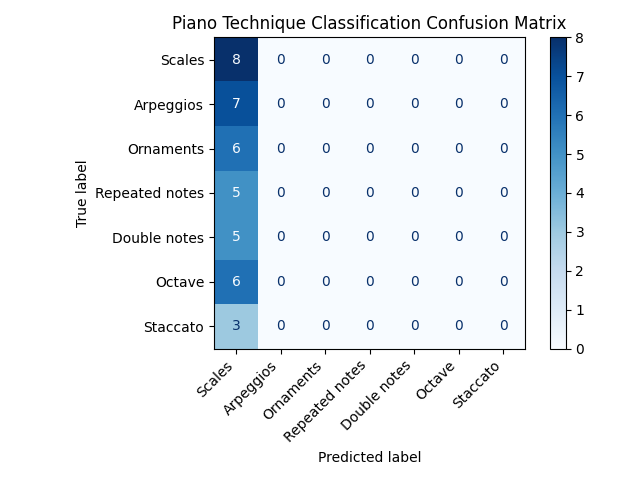 Piano Technique Classification Confusion Matrix
True label
Scales 8 0 0 0 0 0 0
Arpeggios 7 0 0 0 0 0 0
Ornaments 6 0 0 0 0 0 0
Repeated notes 5 0 0 0 0 0 0
Double notes 5 0 0 0 0 0 0
Octave 6 0 0 0 0 0 0
Staccato 3 0 0 0 0 0 0
Scales
Arpeggios
Ornaments
Repeated notes
Double notes
Octave
Staccato
Predicted label
8
7
6
5
4
3
2
1
0